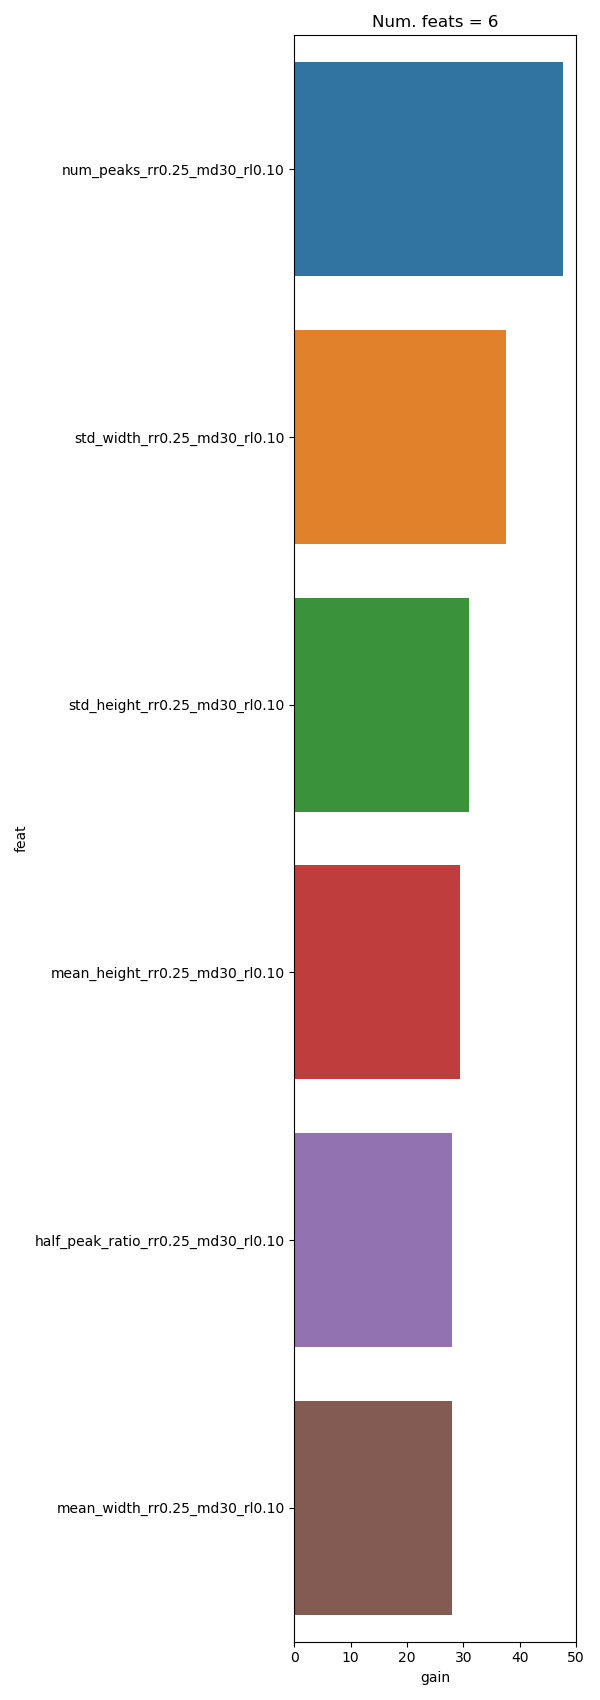 Num. feats = 6
num_peaks_rr0.25_md30_rl0.10
std_width_rr0.25_md30_rl0.10
std_height_rr0.25_md30_rl0.10
feat
mean_height_rr0.25_md30_rl0.10
half_peak_ratio_rr0.25_md30_rl0.10
mean_width_rr0.25_md30_rl0.10
0 10 20 30 40 50
gain